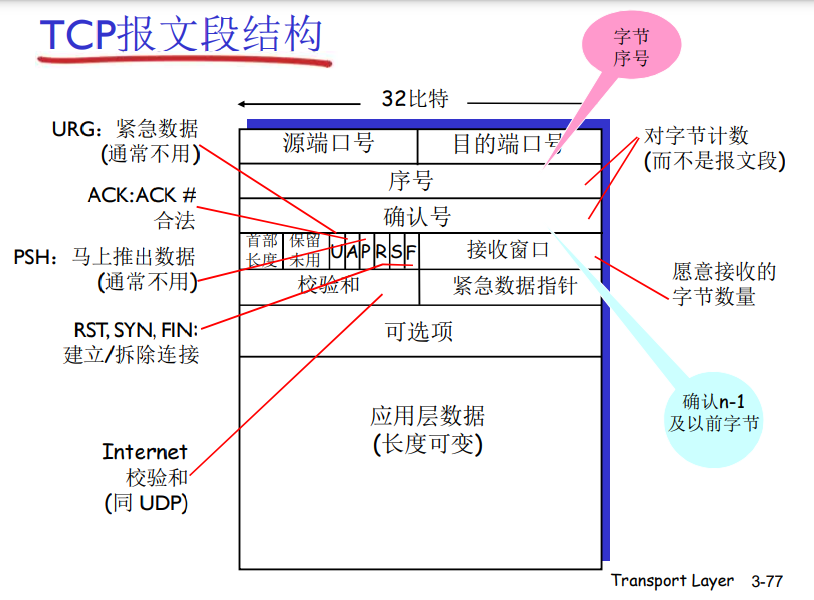 TCP报文段结构
字节
序号
32比特
URG：紧急数据
(通常不用)
ACK:ACK #
合法
PSH：马上推出数据
(通常不用)
RST, SYN, FIN:
建立/拆除连接
Internet
校验和
(同 UDP)
源端口号
目的端口号
序号
确认号
首部
长度
保留
未用
U A P R S F
接收窗口
校验和
紧急数据指针
可选项
应用层数据
(长度可变)
对字节计数
(而不是报文段)
愿意接收的
字节数量
确认n-1
及以前字节
Transport Layer 3-77